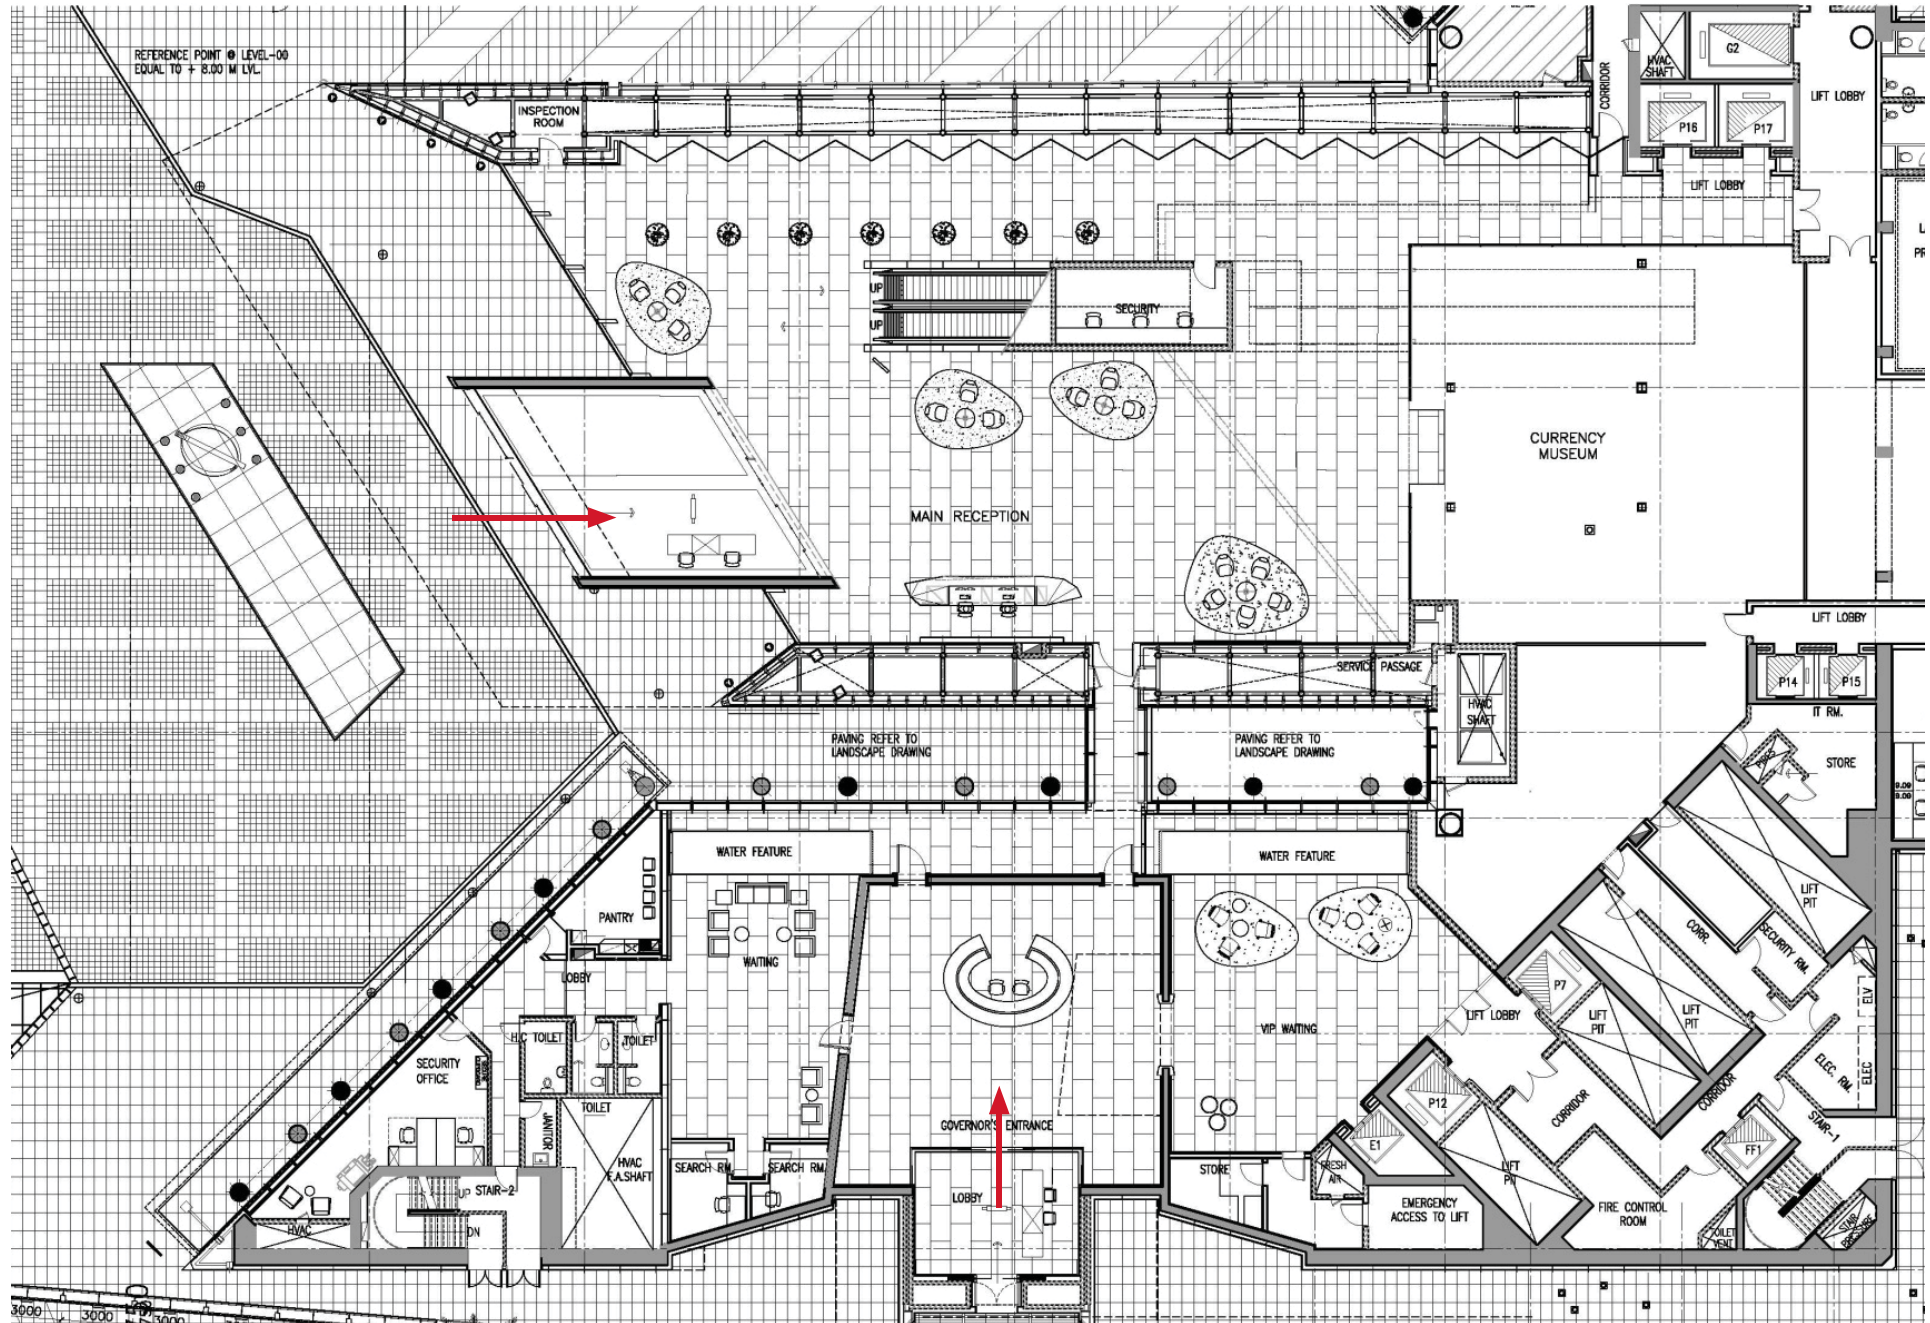 REFERENCE POINT @ LEVEL-00
EQUAL TO + 8.00 M LVL.
INSPECTION
ROOM
CORRIDOR
HVAC
SHAFT
G2
P16
P17
LIFT LOBBY
LIFT LOBBY
UP
UP
SECURITY
CURRENCY
MUSEUM
MAIN RECEPTION
LIFT LOBBY
SERVICE PASSAGE
P14
P15
HVAC
SHAFT
IT RM.
STORE
PAVING REFER TO
LANDSCAPE DRAWING
PAVING REFER TO
LANDSCAPE DRAWING
WATER FEATURE
WATER FEATURE
PANTRY
WAITING
LOBBY
LIFT
PIT
CORR.
SECURITY RM.
P7
LIFT LOBBY
LIFT
PIT
LIFT
PIT
ELV
VIP WAITING
H.C TOILET
TOILET
SECURITY
OFFICE
TOILET
JANITOR
HVAC
F.A.SHAFT
GOVERNOR'S ENTRANCE
P12
E1
CORRIDOR
CORRIDOR
ELEC. RM.
ELEC
STAIR-1
FF1
SEARCH RM.
SEARCH RM.
LOBBY
STORE
FRESH
AIR
LIFT
PIT
EMERGENCY
ACCESS TO LIFT
FIRE CONTROL
ROOM
TOILET
VENT
STAIR
UP
STAIR-2
DN
HVAC
3000
3000
3000